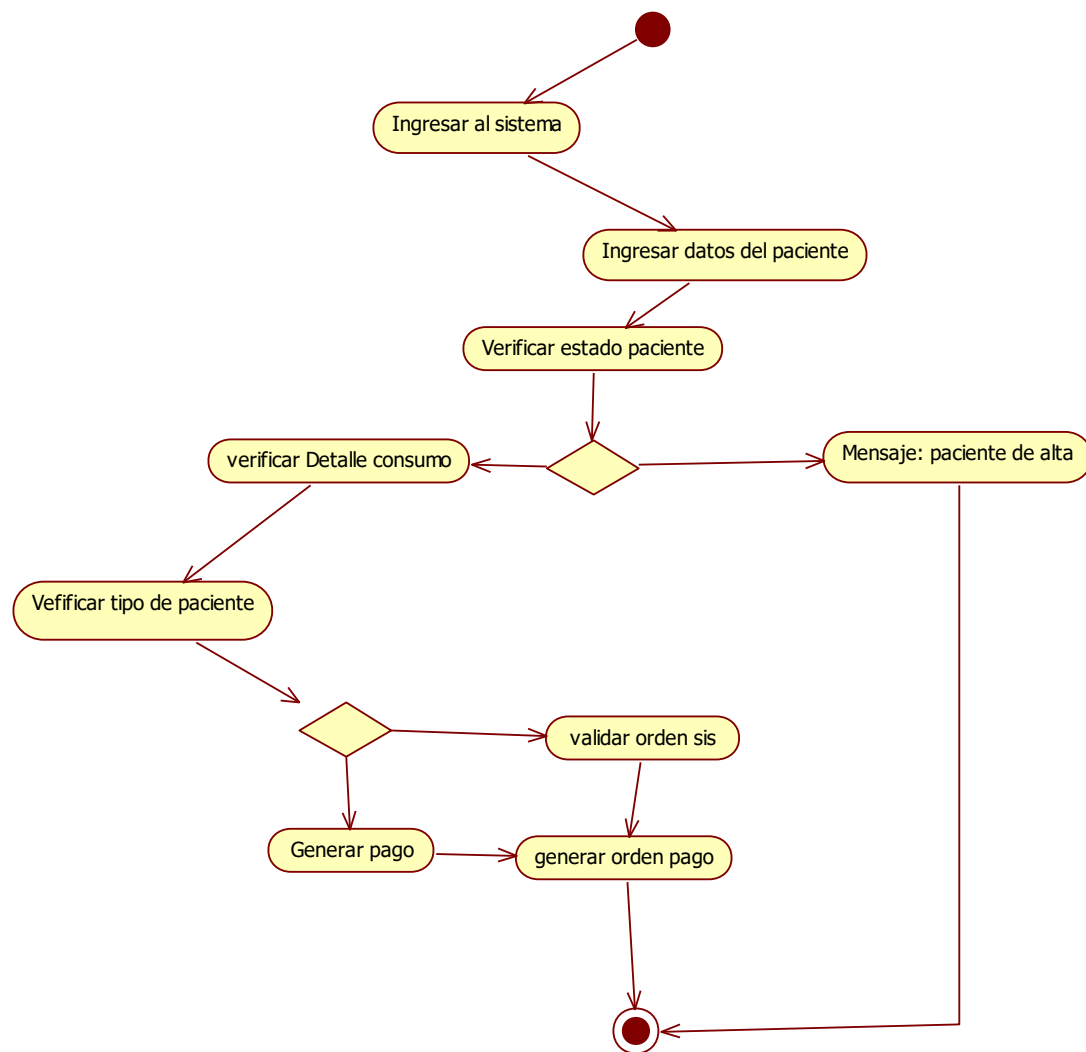 Ingresar al sistema
Ingresar datos del paciente
Verificar estado paciente
verificar Detalle consumo
Mensaje: paciente de alta
Vefificar tipo de paciente
validar orden sis
Generar pago
generar orden pago